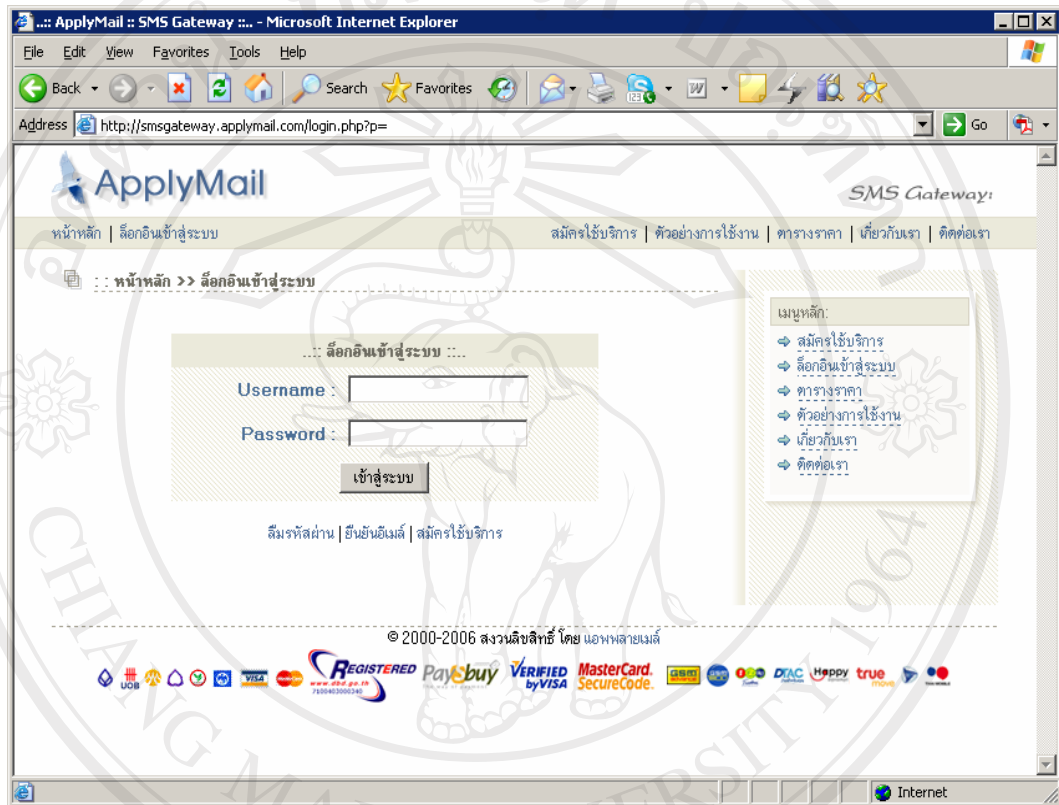 ..:: ApplyMail :: SMS Gateway ::... - Microsoft Internet Explorer
File Edit View Favorites Tools Help
Back Search Favorites
Address http://smsgateway.applymail.com/login.php?p= Go
ApplyMail
SMS Gateway:
หน้าหลัก | ล็อกอินเข้าสู่ระบบ สมัครใช้บริการ | ตัวอย่างการใช้งาน | ตารางราคา | เกี่ยวกับเรา | ติดต่อเรา
: : หน้าหลัก >> ล็อกอินเข้าสู่ระบบ
เมนูหลัก:
สมัครใช้บริการ
ล็อกอินเข้าสู่ระบบ
ตารางราคา
ตัวอย่างการใช้งาน
เกี่ยวกับเรา
ติดต่อเรา
..:: ล็อกอินเข้าสู่ระบบ ::..
Username :
Password :
เข้าสู่ระบบ
ลืมรหัสผ่าน | ยืนยันอีเมล์ | สมัครใช้บริการ
© 2000-2006 สงวนลิขสิทธิ์ โดย แอพพลายเมล์
UOB VISA REGISTERED www.dbd.go.th 7100403000340 Paysbuy VERIFIED by VISA MasterCard. SecureCode. GSM DTAC Happy true move
Internet
CHIANG MAI UNIVERSITY 1964